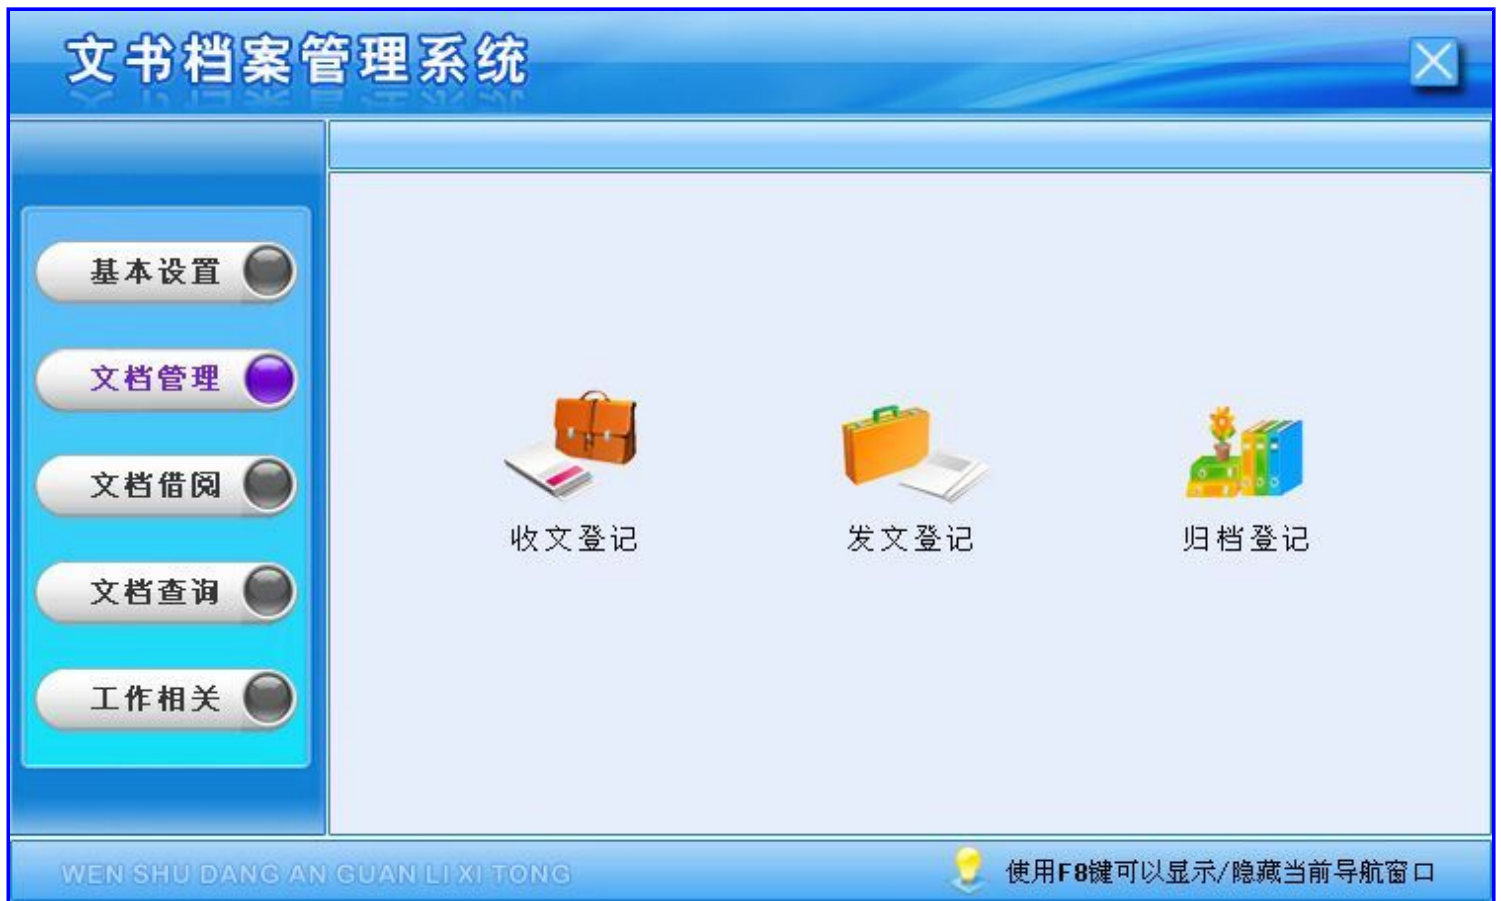 文书档案管理系统
基本设置
文档管理
文档借阅
文档查询
工作相关
收文登记
发文登记
归档登记
WEN SHU DANG AN GUAN LI XI TONG
使用F8键可以显示/隐藏当前导航窗口